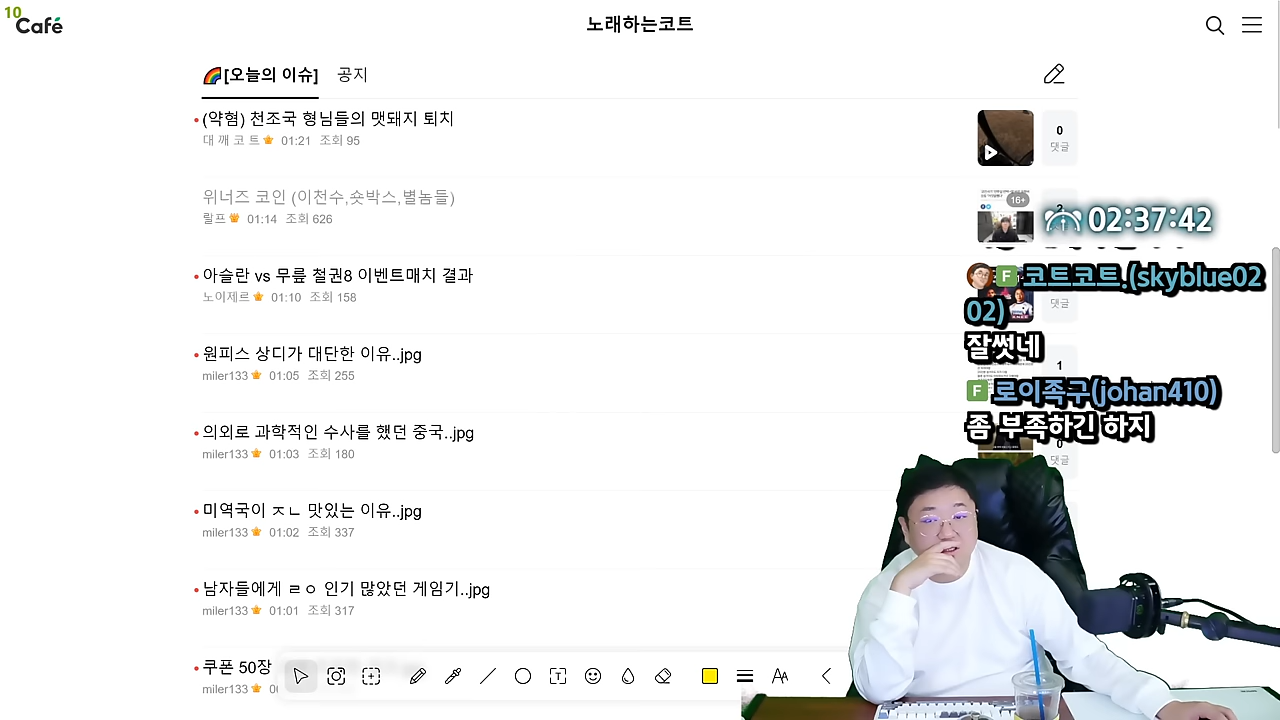 10
Café
노래하는코트
🌈[오늘의 이슈]
공지
(약혐) 천조국 형님들의 멧돼지 퇴치
대 깨 코 트 01:21 조회 95
0
댓글
위너즈 코인 (이천수,숏박스,별놈들)
랄프 01:14 조회 626
16+
2
02:37:42
아슬란 vs 무릎 철권8 이벤트매치 결과
노이제르 01:10 조회 158
댓글
F 코트코트.(skyblue02
02)
잘썻네
원피스 상디가 대단한 이유..jpg
miler133 01:03 조회 255
1
F 로이족구(johan410)
좀 부족하긴 하지
의외로 과학적인 수사를 했던 중국..jpg
miler133 01:03 조회 180
0
댓글
미역국이 ㅈㄴ 맛있는 이유..jpg
miler133 01:02 조회 337
남자들에게 ㄹㅇ 인기 많았던 게임기..jpg
miler133 01:01 조회 317
쿠폰 50장
miler133